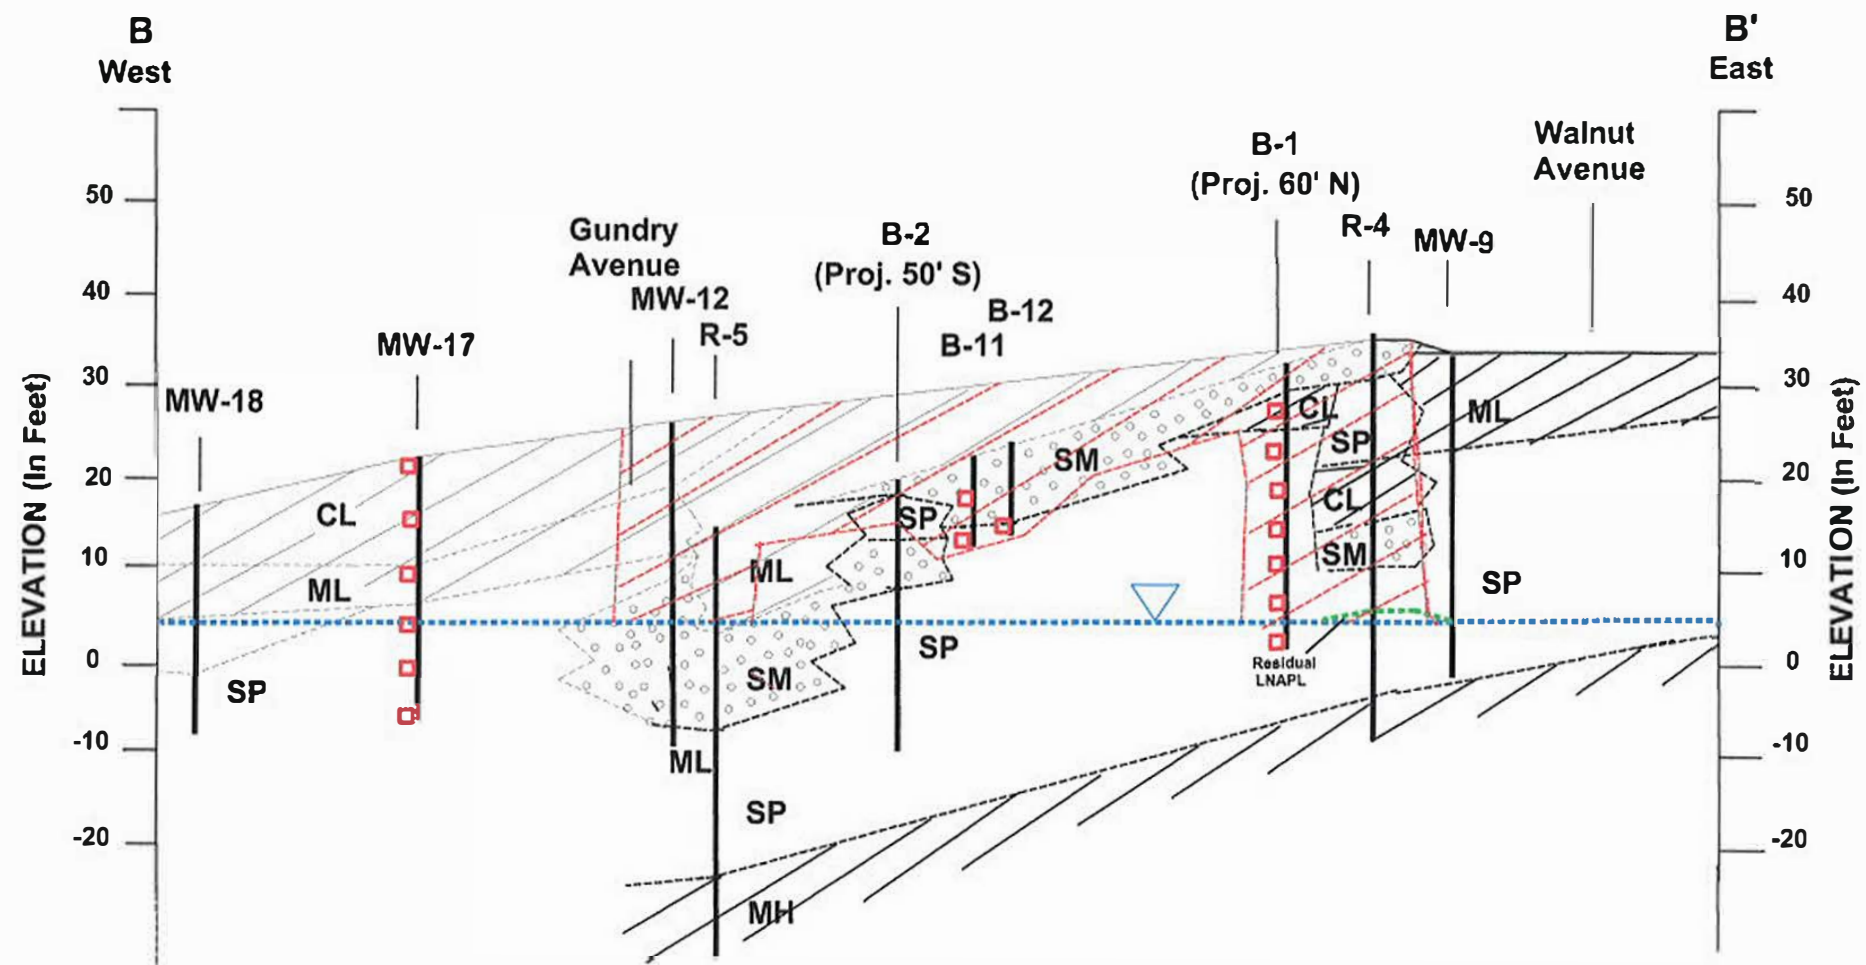 B
West
B'
East
Walnut
Avenue
B-1
(Proj. 60' N)
R-4
MW-9
Gundry
Avenue
B-2
(Proj. 50' S)
MW-12
R-5
B-12
B-11
MW-17
MW-18
ELEVATION (In Feet)
50
40
30
20
10
0
-10
-20
50
40
30
20
10
0
-10
-20
ELEVATION (In Feet)
CL
ML
SP
ML
SM
ML
SP
MH
SP
SP
SM
CL
SP
CL
SM
ML
SP
Residual
LNAPL